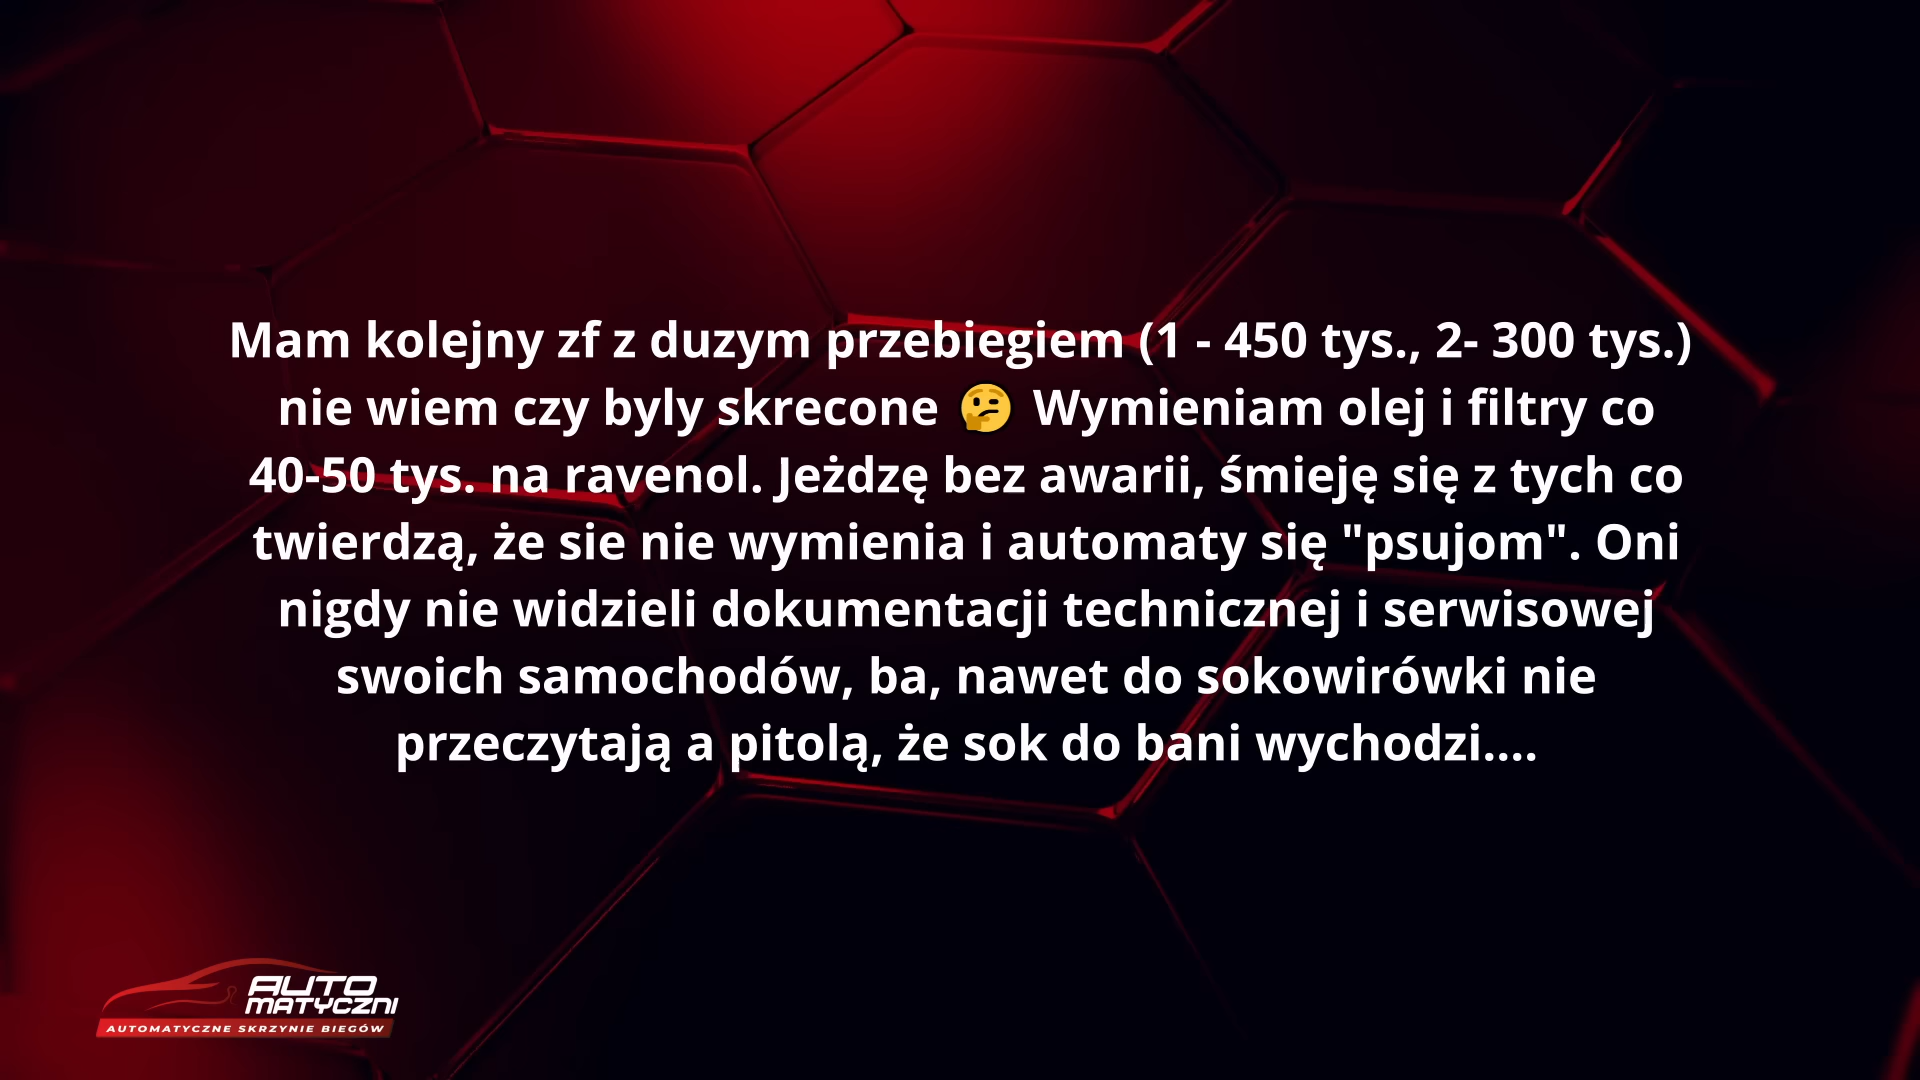 Mam kolejny zf z duzym przebiegiem (1 - 450 tys., 2- 300 tys.)
nie wiem czy byly skrecone 🤔 Wymieniam olej i filtry co
40-50 tys. na ravenol. Jeżdzę bez awarii, śmieję się z tych co
twierdzą, że sie nie wymienia i automaty się "psujom". Oni
nigdy nie widzieli dokumentacji technicznej i serwisowej
swoich samochodów, ba, nawet do sokowirówki nie
przeczytają a pitolą, że sok do bani wychodzi....
AUTO
MATYCZNI
AUTOMATYCZNE SKRZYNIE BIEGÓW